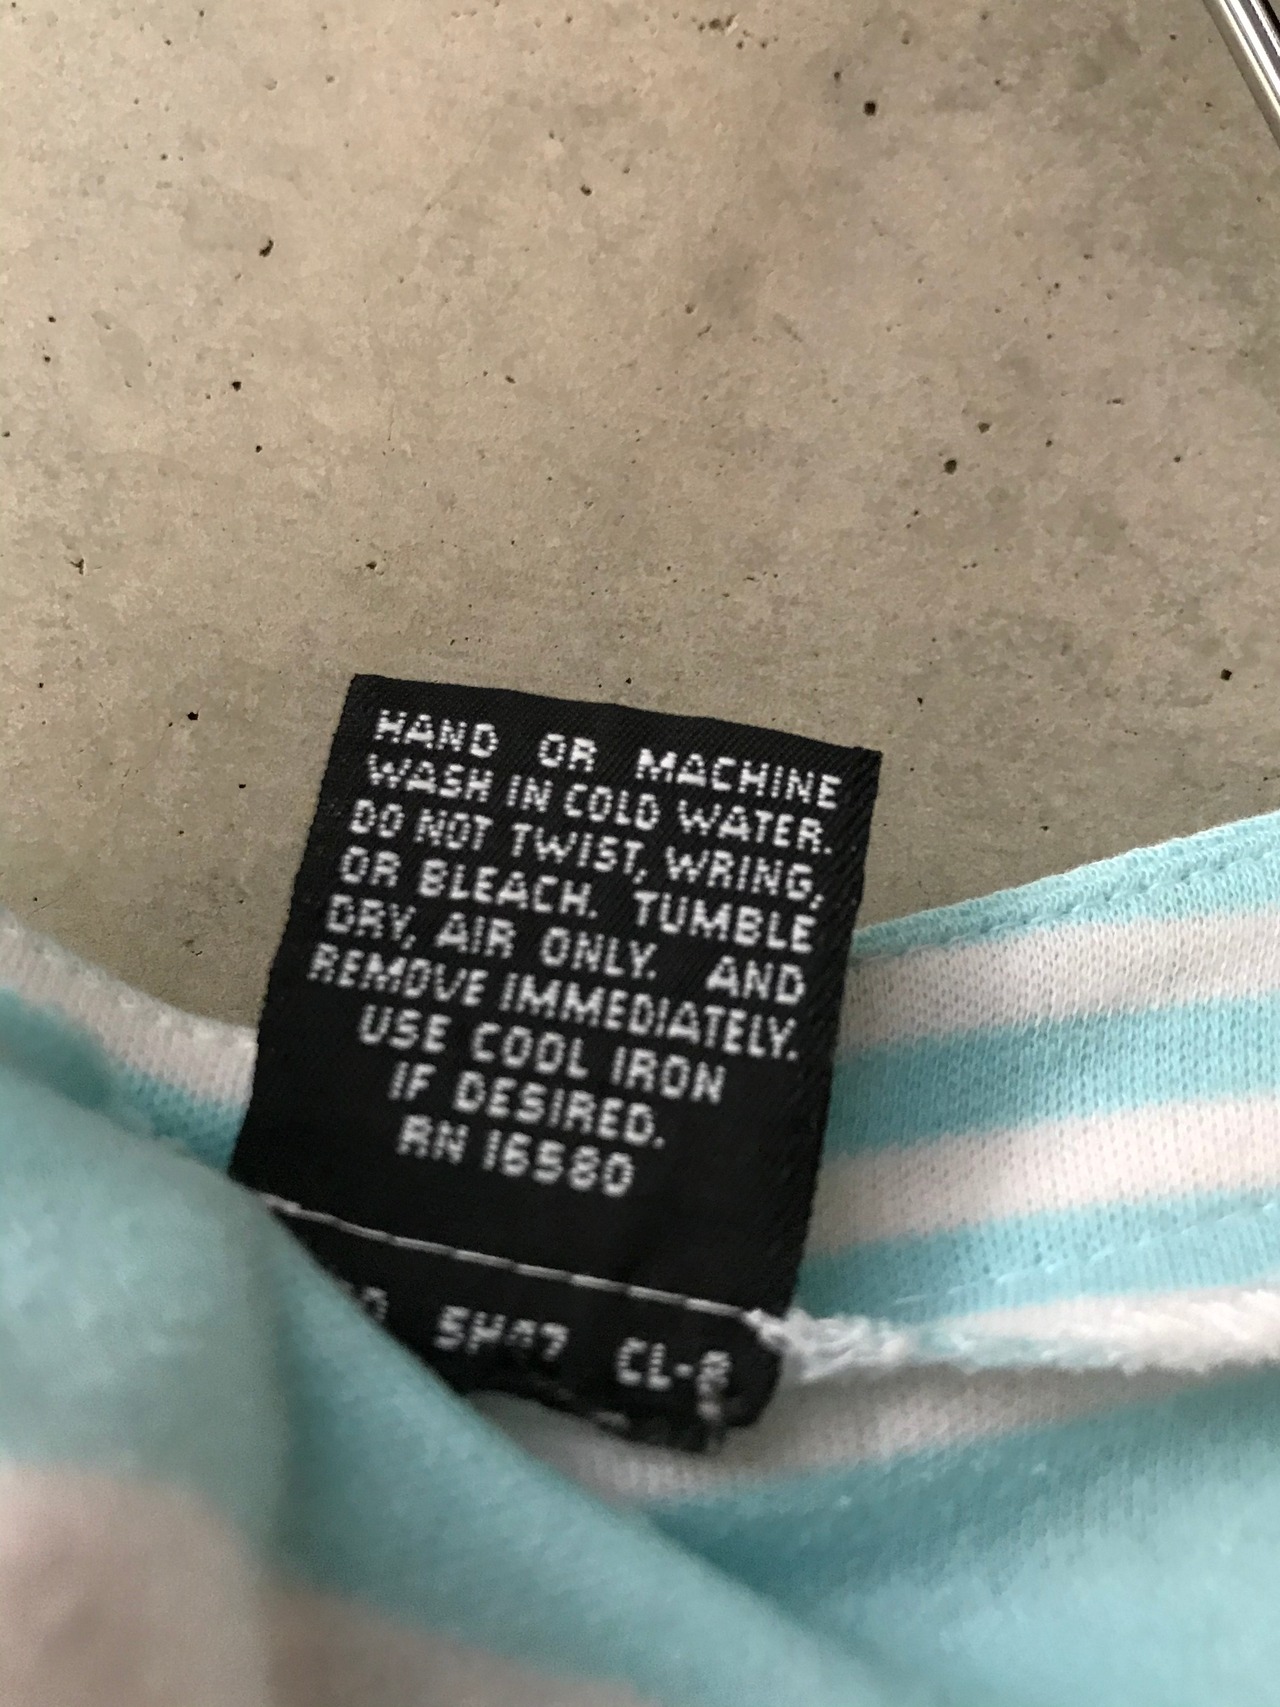 HAND OR MACHINE
WASH IN COLD WATER.
DO NOT TWIST, WRING,
OR BLEACH. TUMBLE
DRY, AIR ONLY. AND
REMOVE IMMEDIATELY.
USE COOL IRON
IF DESIRED.
RN 16580
CL-8